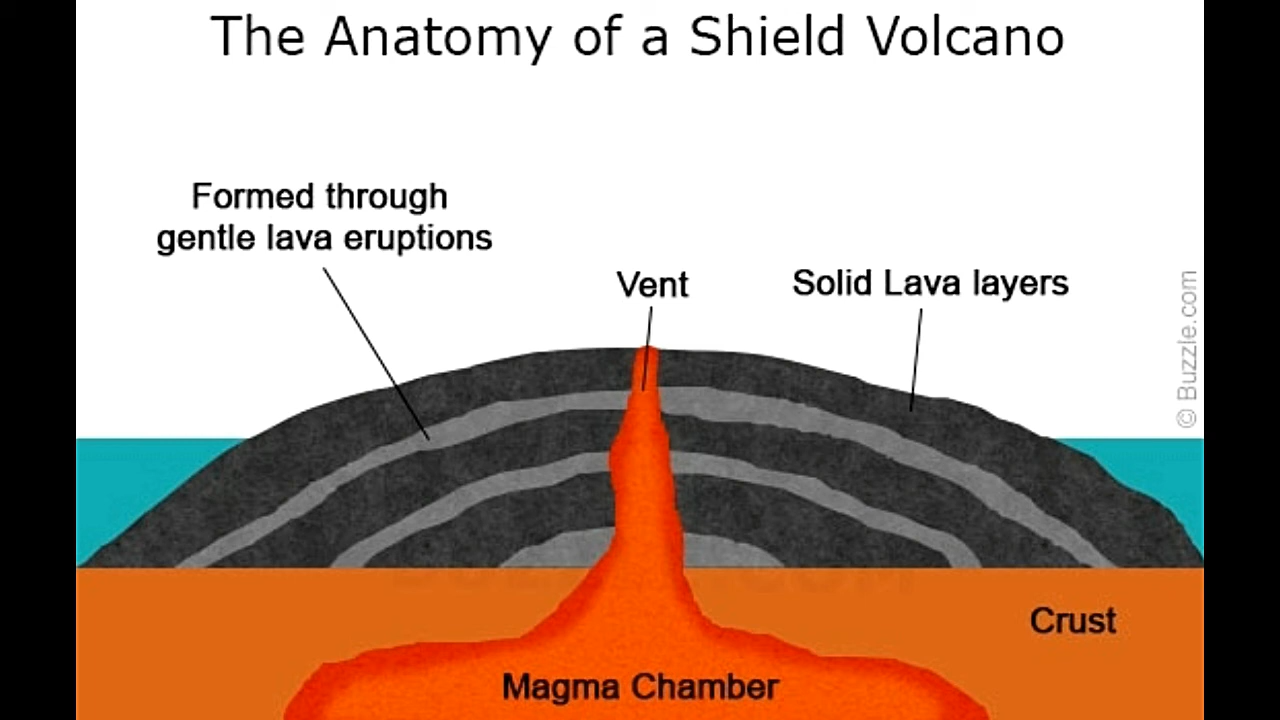 The Anatomy of a Shield Volcano
Formed through
gentle lava eruptions
Vent
Solid Lava layers
© Buzzle.com
Crust
Magma Chamber